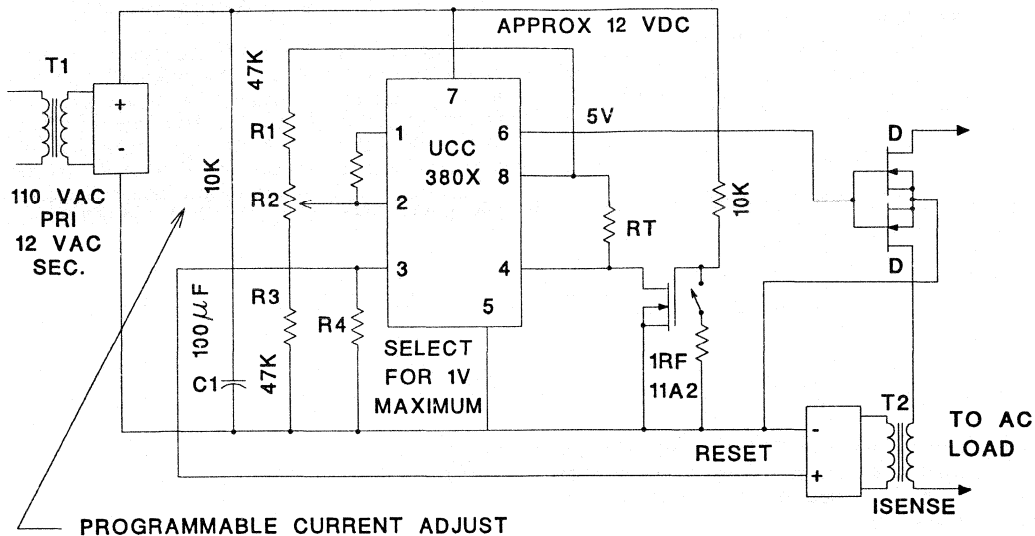 APPROX 12 VDC
T1
+
-
110 VAC
PRI
12 VAC
SEC.
47K
R1
10K
R2
R3
100μF
C1
47K
R4
7
1
UCC
380X
6
8
2
3
4
5
5V
SELECT
FOR 1V
MAXIMUM
RT
10K
1RF
11A2
RESET
D
D
T2
-
+
TO AC
LOAD
ISENSE
PROGRAMMABLE CURRENT ADJUST